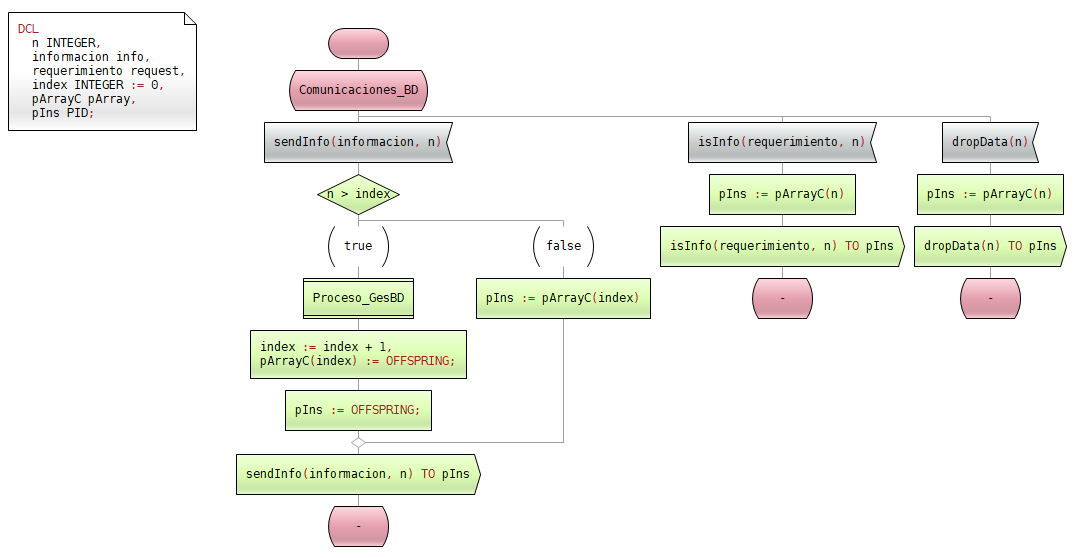 DCL
n INTEGER,
informacion info,
requerimiento request,
index INTEGER := 0,
pArrayC pArray,
pIns PID;
Comunicaciones_BD
sendInfo(informacion, n)
n > index
true
false
Proceso_GesBD
pIns := pArrayC(index)
index := index + 1,
pArrayC(index) := OFFSPRING;
pIns := OFFSPRING;
sendInfo(informacion, n) TO pIns
-
isInfo(requerimiento, n)
pIns := pArrayC(n)
isInfo(requerimiento, n) TO pIns
-
dropData(n)
pIns := pArrayC(n)
dropData(n) TO pIns
-